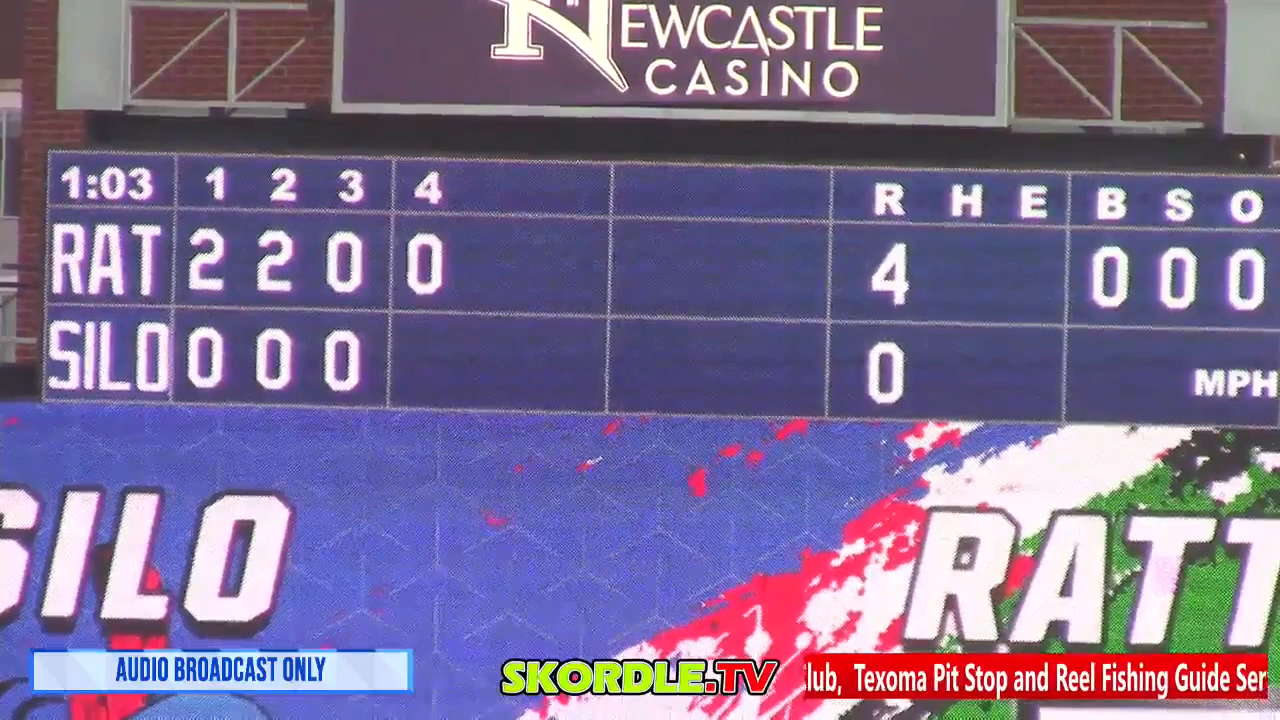 NEWCASTLE
CASINO
1:03 1 2 3 4 R H E B S O
RAT 2 2 0 0 4 0 0 0
SILO 0 0 0 0 MPH
SILO
RATT
AUDIO BROADCAST ONLY
SKORDLE.TV
lub, Texoma Pit Stop and Reel Fishing Guide Ser